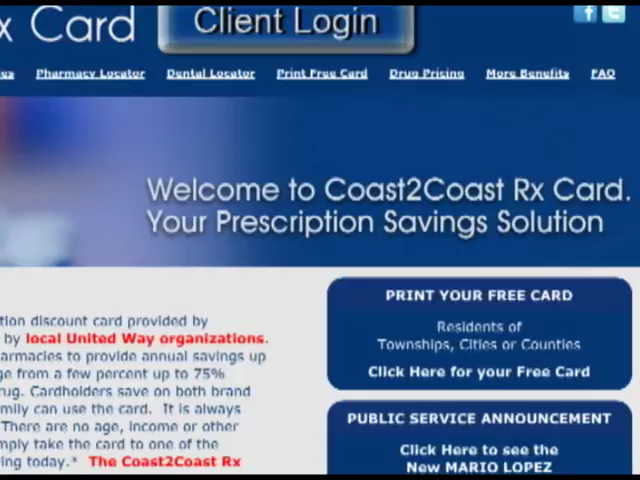 x Card
Client Login
es Pharmacy Locator Dental Locator Print Free Card Drug Pricing More Benefits FAQ
Welcome to Coast2Coast Rx Card.
Your Prescription Savings Solution
tion discount card provided by
by local United Way organizations.
armacies to provide annual savings up
ge from a few percent up to 75%
rug. Cardholders save on both brand
mily can use the card. It is always
There are no age, income or other
mply take the card to one of the
ing today.* The Coast2Coast Rx
PRINT YOUR FREE CARD
Residents of
Townships, Cities or Counties
Click Here for your Free Card
PUBLIC SERVICE ANNOUNCEMENT
Click Here to see the
New MARIO LOPEZ